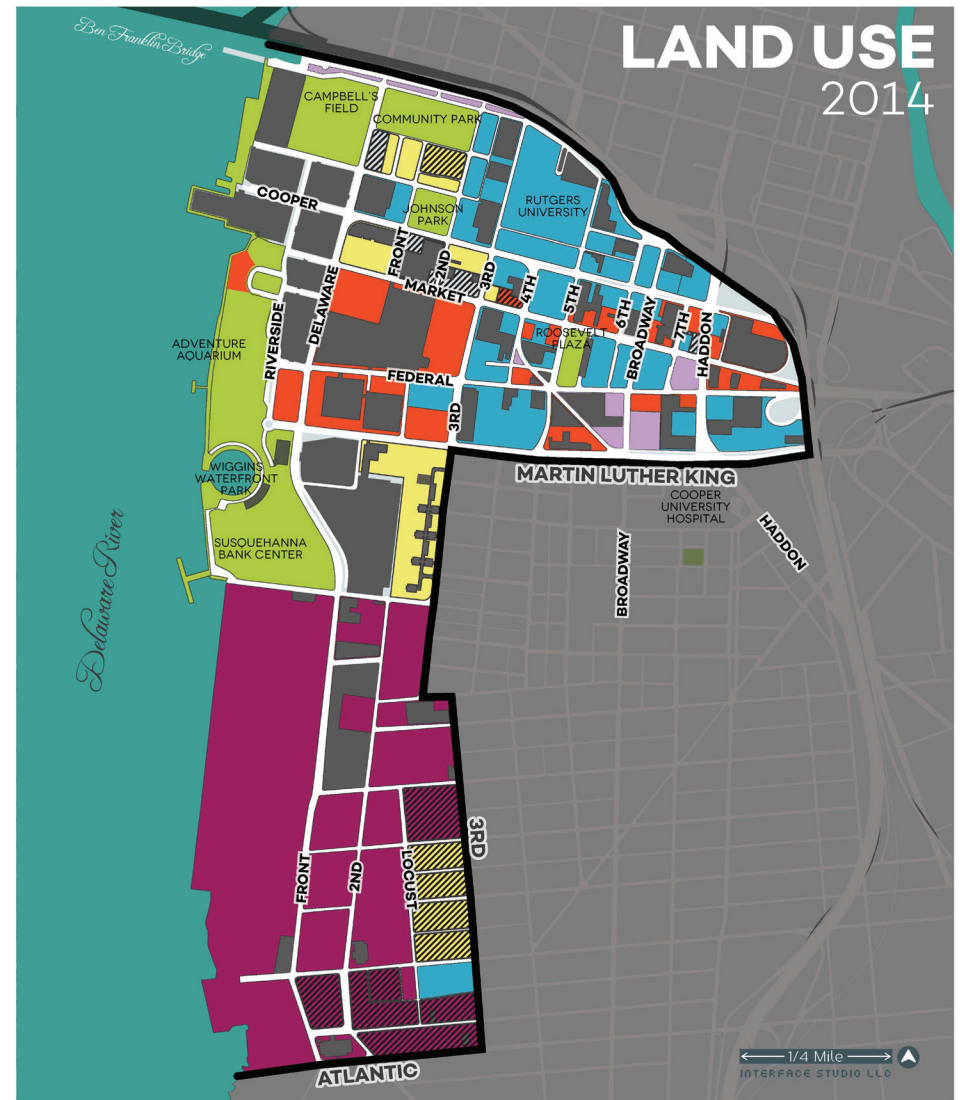 LAND USE
2014
Ben Franklin Bridge
CAMPBELL'S
FIELD
COMMUNITY PARK
COOPER
JOHNSON
PARK
RUTGERS
UNIVERSITY
FRONT
2ND
3RD
MARKET
4TH
5TH
6TH
BROADWAY
7TH
HADDON
DELAWARE
RIVERSIDE
ROOSEVELT
PLAZA
ADVENTURE
AQUARIUM
FEDERAL
3RD
WIGGINS
WATERFRONT
PARK
MARTIN LUTHER KING
COOPER
UNIVERSITY
HOSPITAL
SUSQUEHANNA
BANK CENTER
BROADWAY
HADDON
Delaware River
FRONT
2ND
LOCUST
3RD
ATLANTIC
1/4 Mile
INTERFACE STUDIO LLC